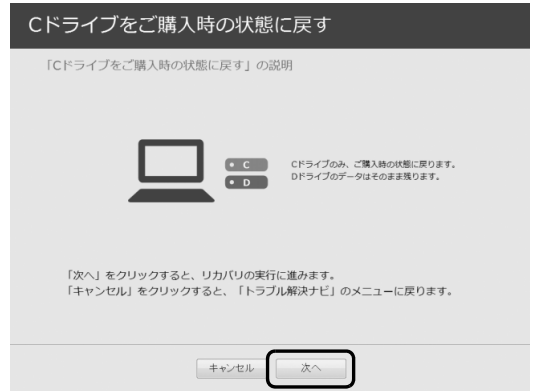 Cドライブをご購入時の状態に戻す
「Cドライブをご購入時の状態に戻す」の説明
C
D
Cドライブのみ、ご購入時の状態に戻ります。
Dドライブのデータはそのまま残ります。
「次へ」をクリックすると、リカバリの実行に進みます。
「キャンセル」をクリックすると、「トラブル解決ナビ」のメニューに戻ります。
キャンセル 次へ